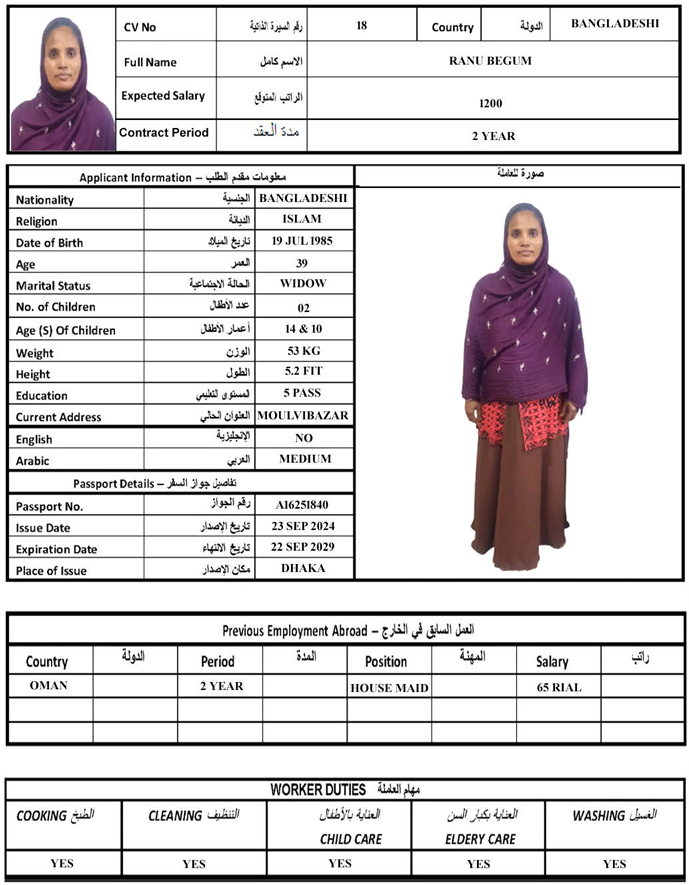 CV No رقم السيرة الذاتية 18 Country الدولة BANGLADESHI
Full Name الاسم كامل RANU BEGUM
Expected Salary الراتب المتوقع 1200
Contract Period مدة العقد 2 YEAR
Applicant Information – معلومات مقدم الطلب
صورة للعاملة
Nationality الجنسية BANGLADESHI
Religion الديانة ISLAM
Date of Birth تاريخ الميلاد 19 JUL 1985
Age العمر 39
Marital Status الحالة الاجتماعية WIDOW
No. of Children عدد الأطفال 02
Age (S) Of Children أعمار الأطفال 14 & 10
Weight الوزن 53 KG
Height الطول 5.2 FIT
Education المستوى التعليمي 5 PASS
Current Address العنوان الحالي MOULVIBAZAR
English الإنجليزية NO
Arabic العربي MEDIUM
Passport Details – تفاصيل جواز السفر
Passport No. رقم الجواز A16251840
Issue Date تاريخ الإصدار 23 SEP 2024
Expiration Date تاريخ الانتهاء 22 SEP 2029
Place of Issue مكان الإصدار DHAKA
Previous Employment Abroad – العمل السابق في الخارج
Country الدولة Period المدة Position المهنة Salary راتب
OMAN 2 YEAR HOUSE MAID 65 RIAL
WORKER DUTIES مهام العاملة
COOKING الطبخ CLEANING التنظيف العناية بالأطفال العناية بكبار السن WASHING الغسيل
CHILD CARE ELDERY CARE
YES YES YES YES YES